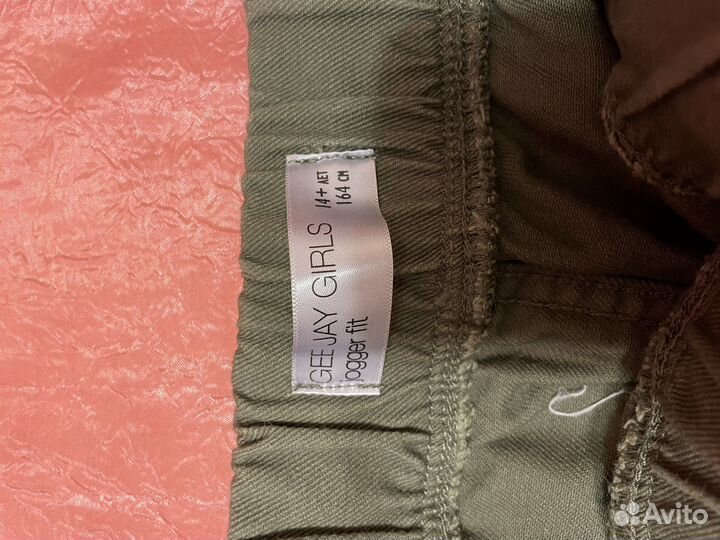 GEE JAY GIRLS
jogger fit
14+ ЛЕТ
164 СМ
Avito